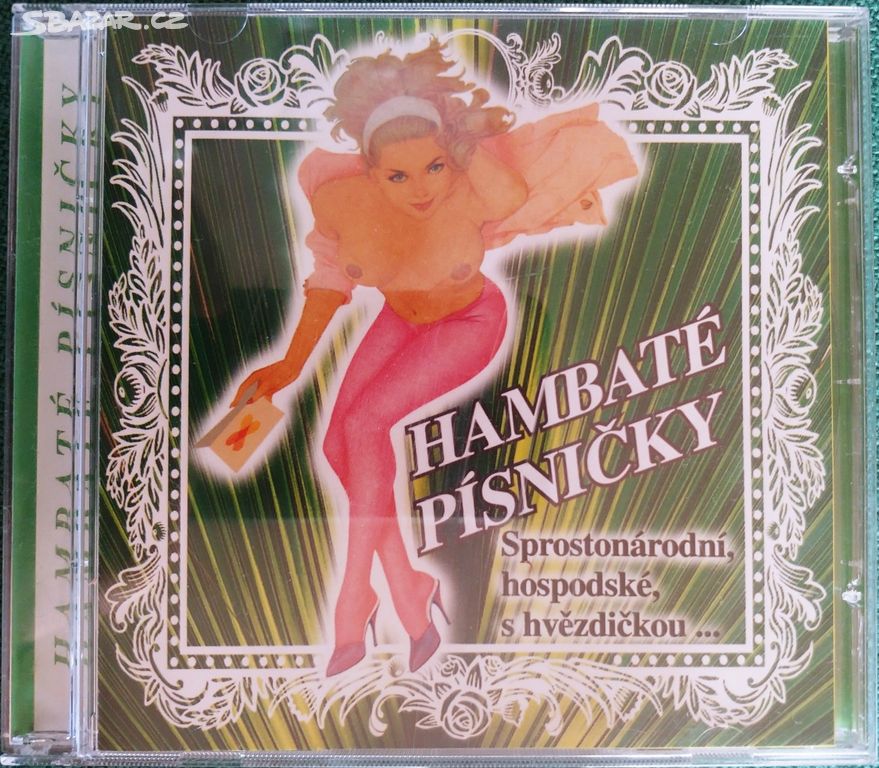 SBAZAR.CZ
HAMBATÉ PÍSNIČKY
HAMBATÉ
PÍSNIČKY
Sprostonárodní,
hospodské,
s hvězdičkou ...